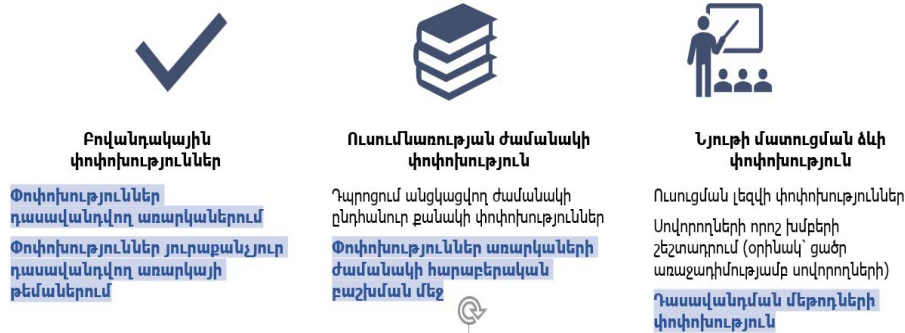 Բովանդակային
փոփոխություններ
Փոփոխություններ
դասավանդվող առարկաներում
Փոփոխություններ յուրաքանչյուր
դասավանդվող առարկայի
թեմաներում
Ուսումնառության ժամանակի
փոփոխություն
Դպրոցում անցկացվող ժամանակի
ընդհանուր քանակի փոփոխություններ
Փոփոխություններ առարկաների
ժամանակի հարաբերական
բաշխման մեջ
Նյութի մատուցման ձևի
փոփոխություն
Ուսուցման լեզվի փոփոխություններ
Սովորողների որոշ խմբերի
շեշտադրում (օրինակ՝ ցածր
առաջադիմությամբ սովորողների)
Դասավանդման մեթոդների
փոփոխություն